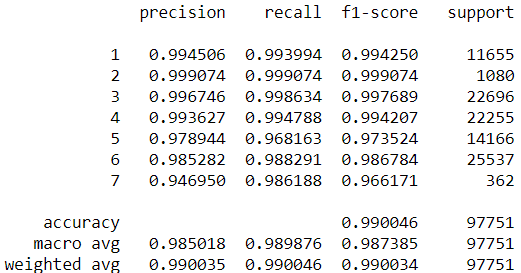 precision recall f1-score support
1 0.994506 0.993994 0.994250 11655
2 0.999074 0.999074 0.999074 1080
3 0.996746 0.998634 0.997689 22696
4 0.993627 0.994788 0.994207 22255
5 0.978944 0.968163 0.973524 14166
6 0.985282 0.988291 0.986784 25537
7 0.946950 0.986188 0.966171 362
accuracy 0.990046 97751
macro avg 0.985018 0.989876 0.987385 97751
weighted avg 0.990035 0.990046 0.990034 97751